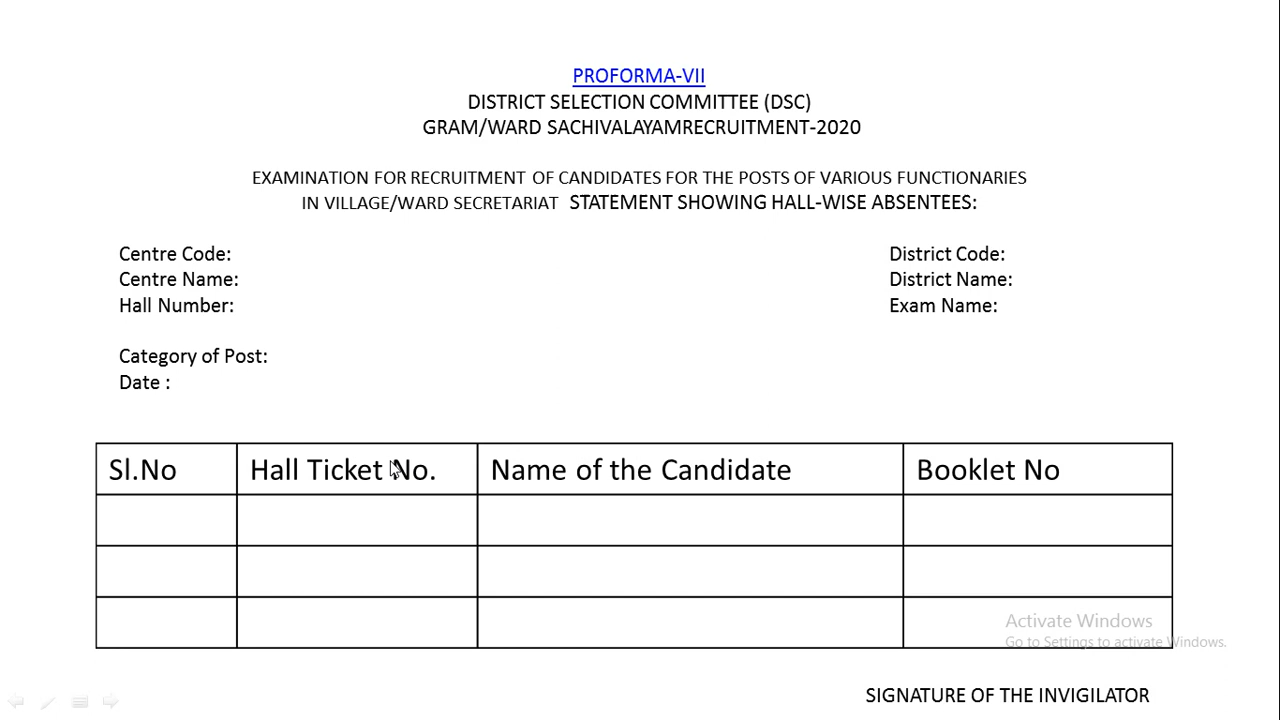 PROFORMA-VII
DISTRICT SELECTION COMMITTEE (DSC)
GRAM/WARD SACHIVALAYAMRECRUITMENT-2020
EXAMINATION FOR RECRUITMENT OF CANDIDATES FOR THE POSTS OF VARIOUS FUNCTIONARIES
IN VILLAGE/WARD SECRETARIAT STATEMENT SHOWING HALL-WISE ABSENTEES:
Centre Code: District Code:
Centre Name: District Name:
Hall Number: Exam Name:
Category of Post:
Date :
Sl.No Hall Ticket No. Name of the Candidate Booklet No
Activate Windows
Go to Settings to activate Windows.
SIGNATURE OF THE INVIGILATOR